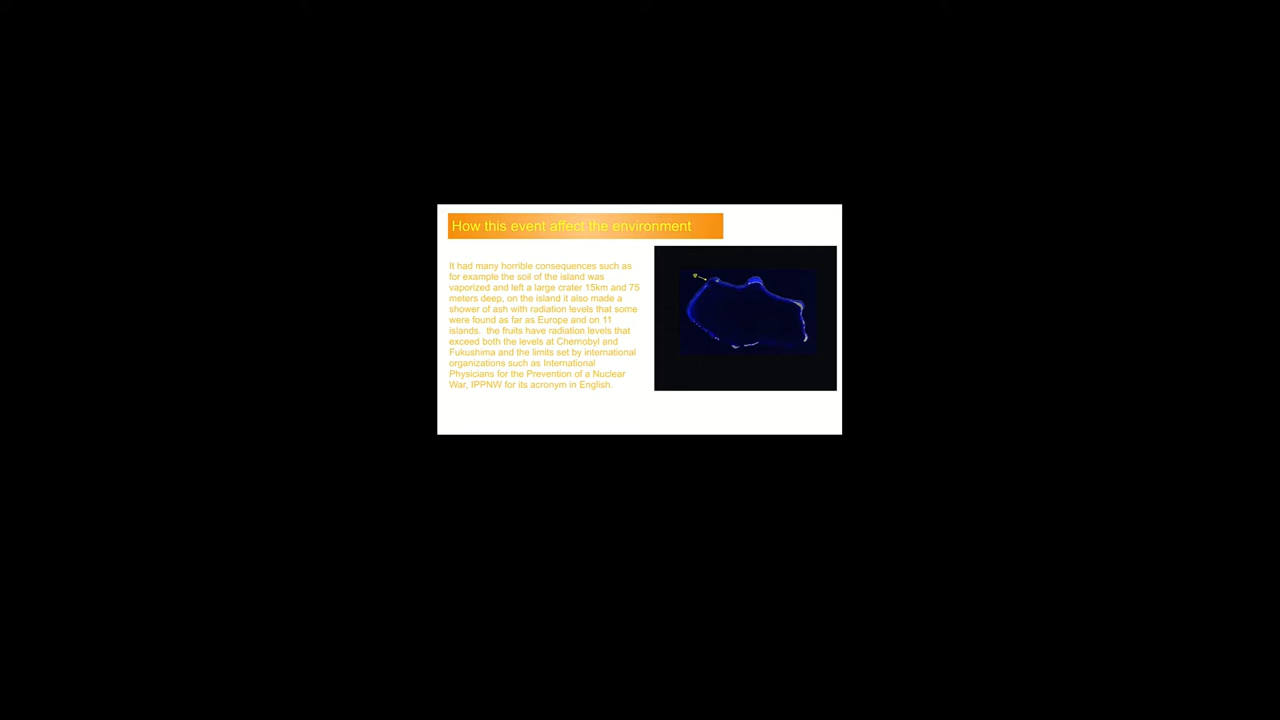 How this event affect the environment
It had many horrible consequences such as
for example the soil of the island was
vaporized and left a large crater 15km and 75
meters deep, on the island it also made a
shower of ash with radiation levels that some
were found as far as Europe and on 11
islands. the fruits have radiation levels that
exceed both the levels at Chernobyl and
Fukushima and the limits set by international
organizations such as International
Physicians for the Prevention of a Nuclear
War, IPPNW for its acronym in English.